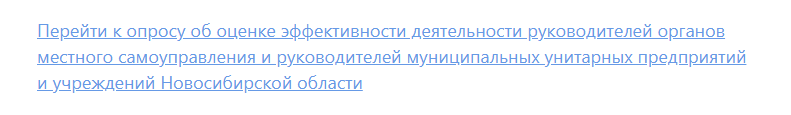 Перейти к опросу об оценке эффективности деятельности руководителей органов
местного самоуправления и руководителей муниципальных унитарных предприятий
и учреждений Новосибирской области